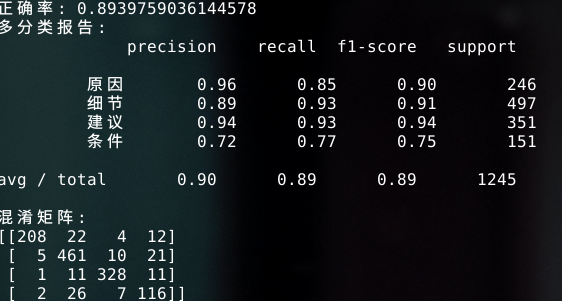 正确率: 0.8939759036144578
多分类报告:
precision recall f1-score support
原因 0.96 0.85 0.90 246
细节 0.89 0.93 0.91 497
建议 0.94 0.93 0.94 351
条件 0.72 0.77 0.75 151
avg / total 0.90 0.89 0.89 1245
混淆矩阵:
[[208 22 4 12]
[ 5 461 10 21]
[ 1 11 328 11]
[ 2 26 7 116]]